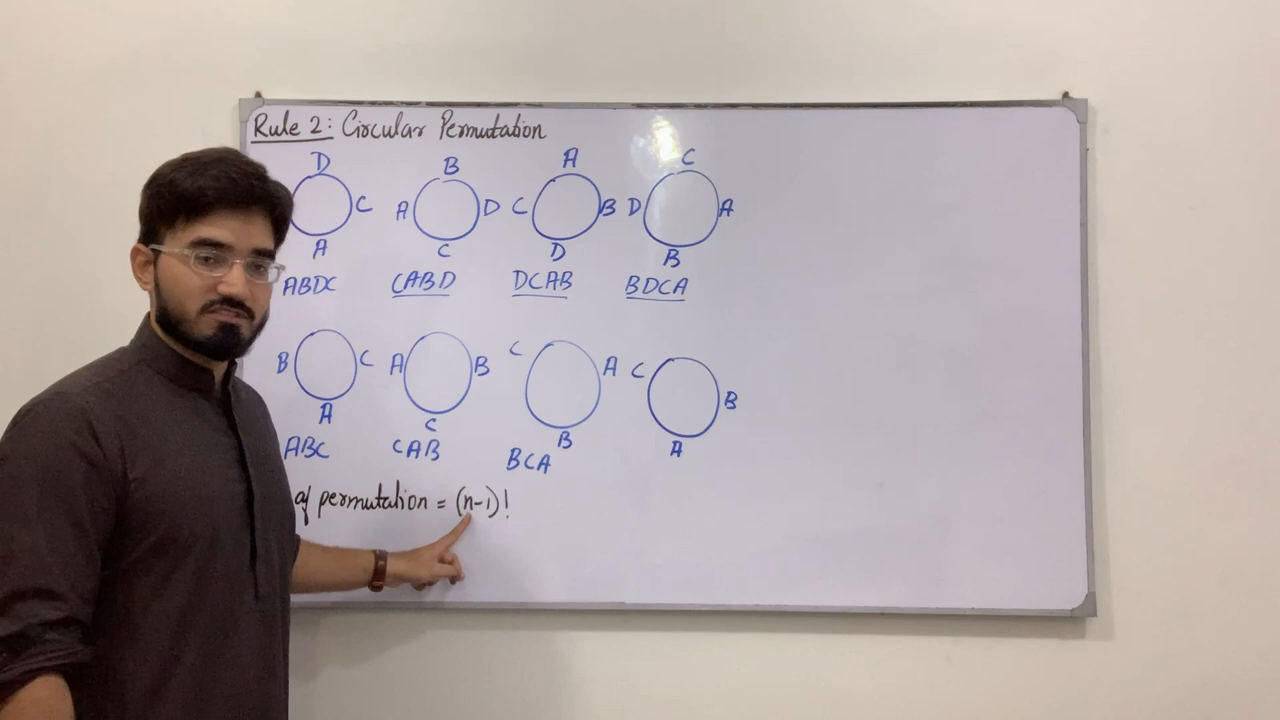 Rule 2: Circular Permutation
D B A C
C A D C B D A
A C D B
ABDC CABD DCAB BDCA
B C A B C A C B
A C B A
ABC CAB BCA
of permutation = (n-1)!